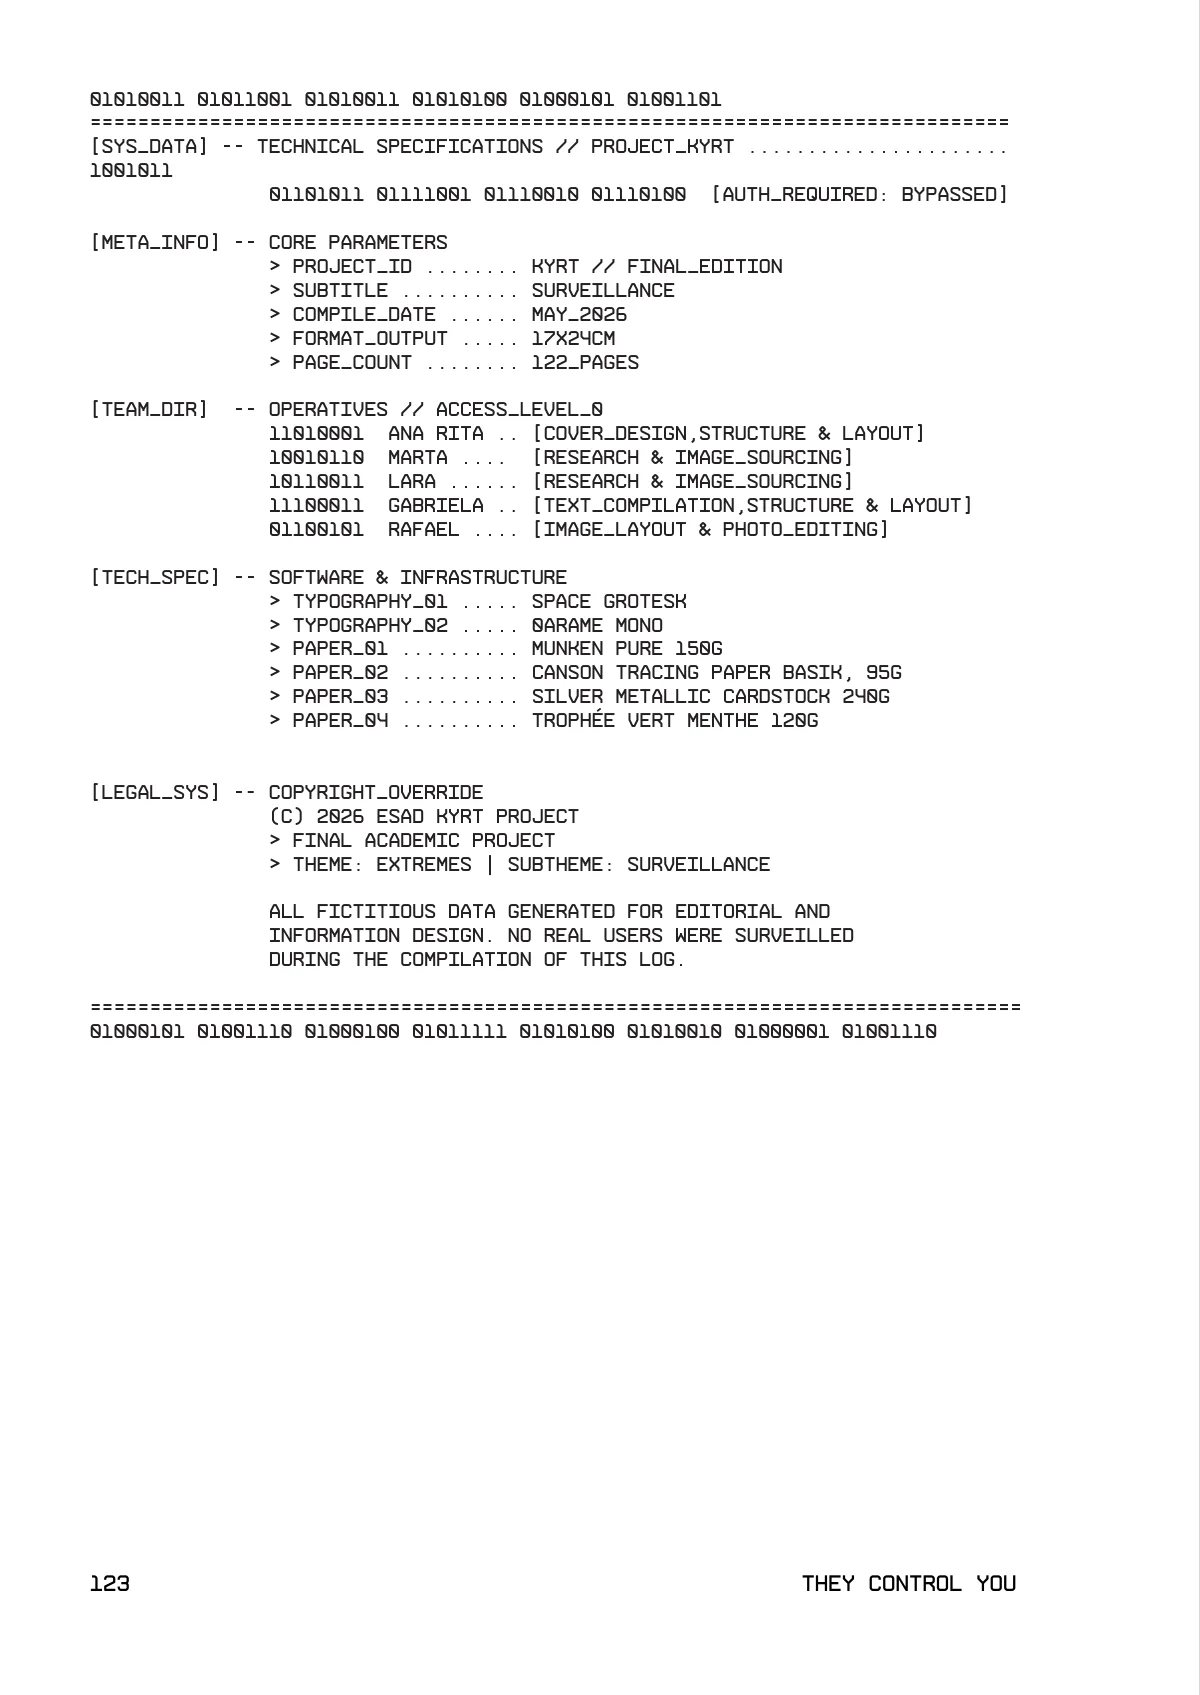 01010011 01011001 01010011 01010100 01000101 01001101
=============================================================================
[SYS_DATA] -- TECHNICAL SPECIFICATIONS // PROJECT_KYRT ......................
1001011
01101011 01111001 01110010 01110100  [AUTH_REQUIRED: BYPASSED]
[META_INFO] -- CORE PARAMETERS
> PROJECT_ID ........ KYRT // FINAL_EDITION
> SUBTITLE .......... SURVEILLANCE
> COMPILE_DATE ...... MAY_2026
> FORMAT_OUTPUT ..... 17X24CM
> PAGE_COUNT ........ 122_PAGES
[TEAM_DIR]  -- OPERATIVES // ACCESS_LEVEL_0
11010001  ANA RITA .. [COVER_DESIGN,STRUCTURE & LAYOUT]
10010110  MARTA ....  [RESEARCH & IMAGE_SOURCING]
10110011  LARA ...... [RESEARCH & IMAGE_SOURCING]
11100011  GABRIELA .. [TEXT_COMPILATION,STRUCTURE & LAYOUT]
01100101  RAFAEL .... [IMAGE_LAYOUT & PHOTO_EDITING]
[TECH_SPEC] -- SOFTWARE & INFRASTRUCTURE
> TYPOGRAPHY_01 ..... SPACE GROTESK
> TYPOGRAPHY_02 ..... 0ARAME MONO
> PAPER_01 .......... MUNKEN PURE 150G
> PAPER_02 .......... CANSON TRACING PAPER BASIK, 95G
> PAPER_03 .......... SILVER METALLIC CARDSTOCK 240G
> PAPER_04 .......... TROPHÉE VERT MENTHE 120G
[LEGAL_SYS] -- COPYRIGHT_OVERRIDE
(C) 2026 ESAD KYRT PROJECT
> FINAL ACADEMIC PROJECT
> THEME: EXTREMES | SUBTHEME: SURVEILLANCE
ALL FICTITIOUS DATA GENERATED FOR EDITORIAL AND
INFORMATION DESIGN. NO REAL USERS WERE SURVEILLED
DURING THE COMPILATION OF THIS LOG.
==============================================================================
01000101 01001110 01000100 01011111 01010100 01010010 01000001 01001110
123
THEY CONTROL YOU